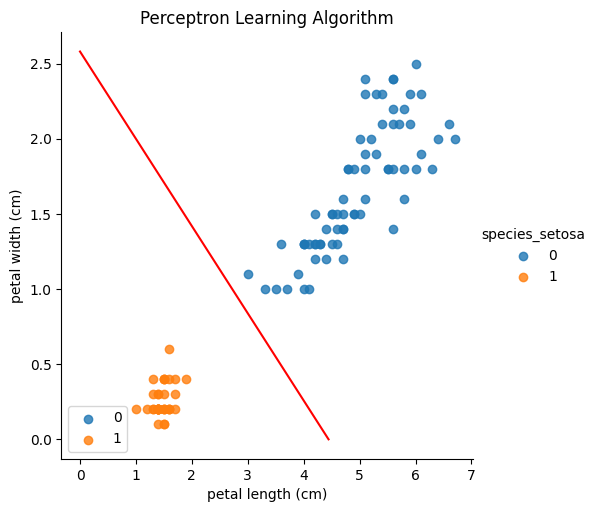 Perceptron Learning Algorithm
petal width (cm)
2.5
2.0
1.5
1.0
0.5
0.0
0
1
0 1 2 3 4 5 6 7
petal length (cm)
species_setosa
0
1